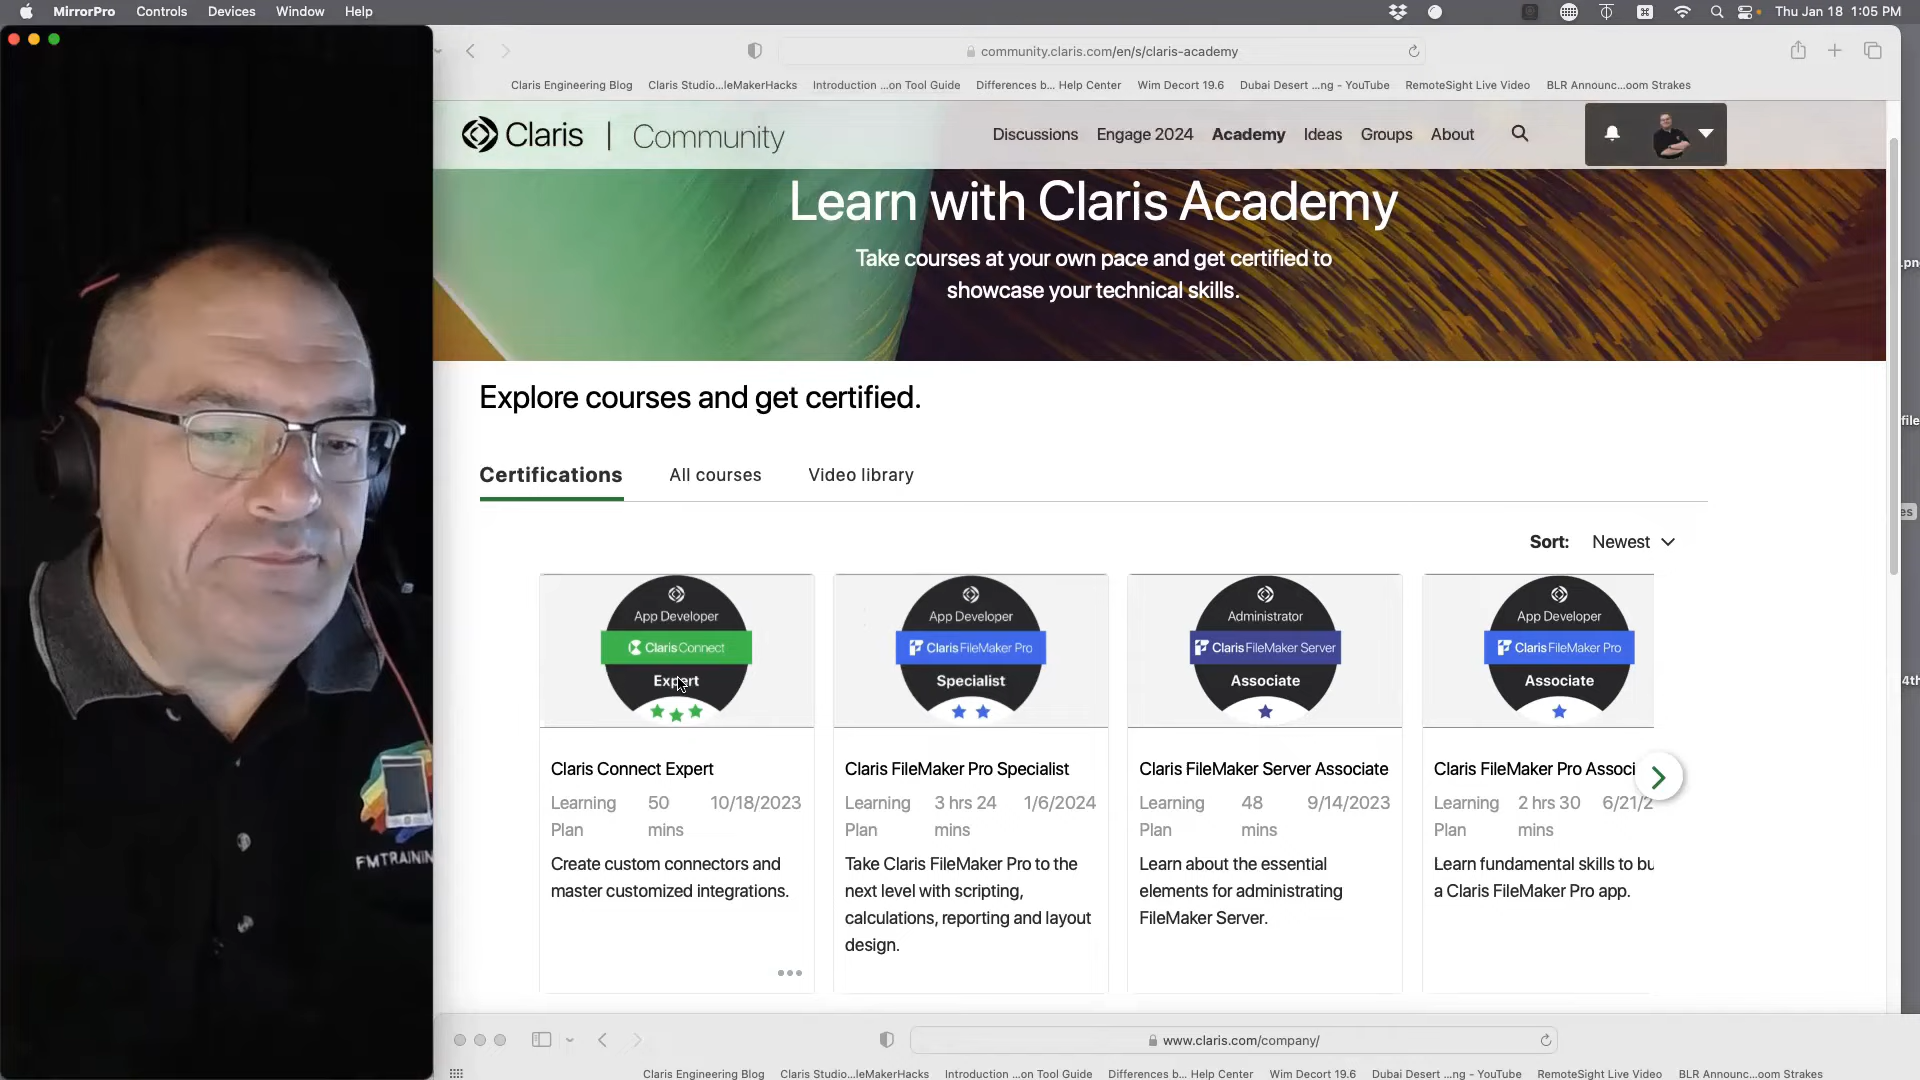 MirrorPro Controls Devices Window Help
Thu Jan 18 1:05 PM
community.claris.com/en/s/claris-academy
Claris Engineering Blog Claris Studio...leMakerHacks Introduction ...on Tool Guide Differences b... Help Center Wim Decort 19.6 Dubai Desert ...ng - YouTube RemoteSight Live Video BLR Announc...oom Strakes
Claris | Community
Discussions Engage 2024 Academy Ideas Groups About
Learn with Claris Academy
Take courses at your own pace and get certified to
showcase your technical skills.
.pn
file
es
4th
Explore courses and get certified.
Certifications All courses Video library
Sort: Newest
App Developer
Claris Connect
Expert
Claris Connect Expert
Learning Plan 50 mins 10/18/2023
Create custom connectors and
master customized integrations.
App Developer
Claris FileMaker Pro
Specialist
Claris FileMaker Pro Specialist
Learning Plan 3 hrs 24 mins 1/6/2024
Take Claris FileMaker Pro to the
next level with scripting,
calculations, reporting and layout
design.
Administrator
Claris FileMaker Server
Associate
Claris FileMaker Server Associate
Learning Plan 48 mins 9/14/2023
Learn about the essential
elements for administrating
FileMaker Server.
App Developer
Claris FileMaker Pro
Associate
Claris FileMaker Pro Associ
Learning Plan 2 hrs 30 mins 6/21/2
Learn fundamental skills to bu
a Claris FileMaker Pro app.
FMTRAININ
www.claris.com/company/
Claris Engineering Blog Claris Studio...leMakerHacks Introduction ...on Tool Guide Differences b... Help Center Wim Decort 19.6 Dubai Desert ...ng - YouTube RemoteSight Live Video BLR Announc...oom Strakes